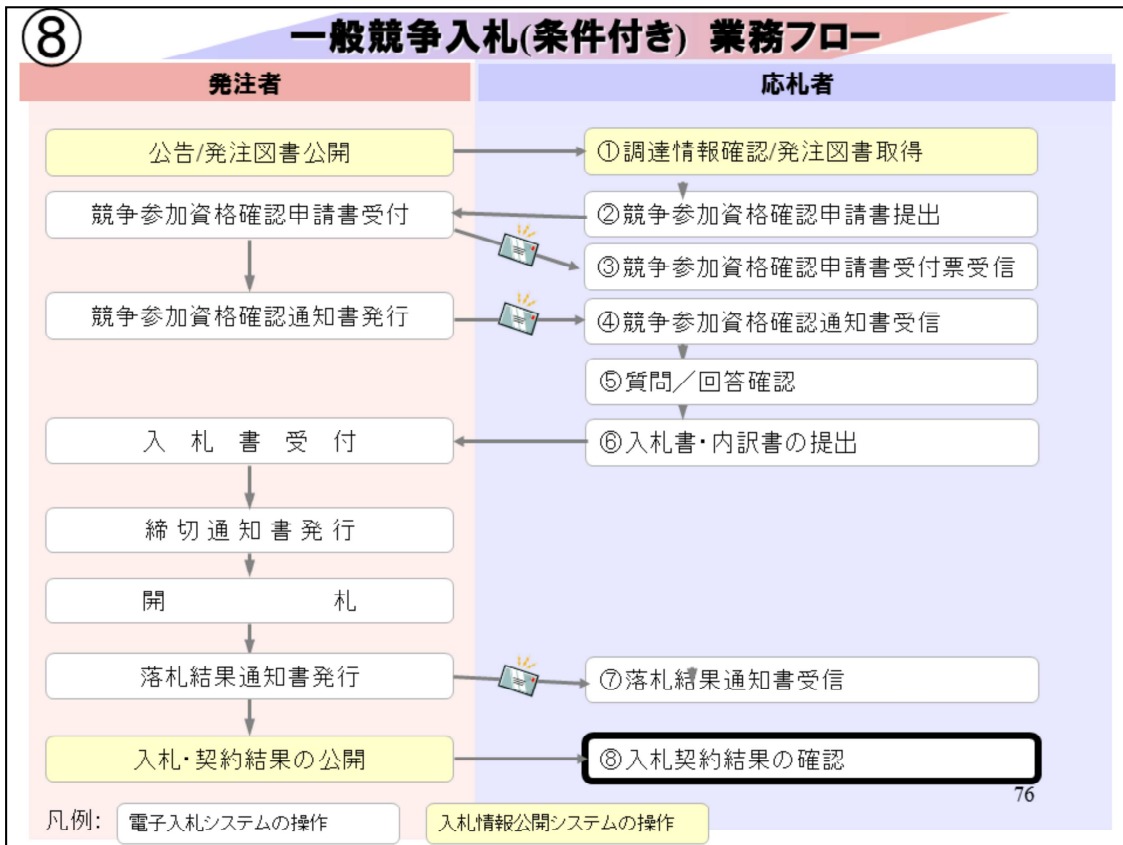 ⑧
一般競争入札(条件付き) 業務フロー
発注者
応札者
公告/発注図書公開
①調達情報確認/発注図書取得
競争参加資格確認申請書受付
②競争参加資格確認申請書提出
③競争参加資格確認申請書受付票受信
競争参加資格確認通知書発行
④競争参加資格確認通知書受信
⑤質問／回答確認
入 札 書 受 付
⑥入札書・内訳書の提出
締 切 通 知 書 発 行
開 札
落札結果通知書発行
⑦落札結果通知書受信
入札・契約結果の公開
⑧入札契約結果の確認
76
凡例:
電子入札システムの操作
入札情報公開システムの操作